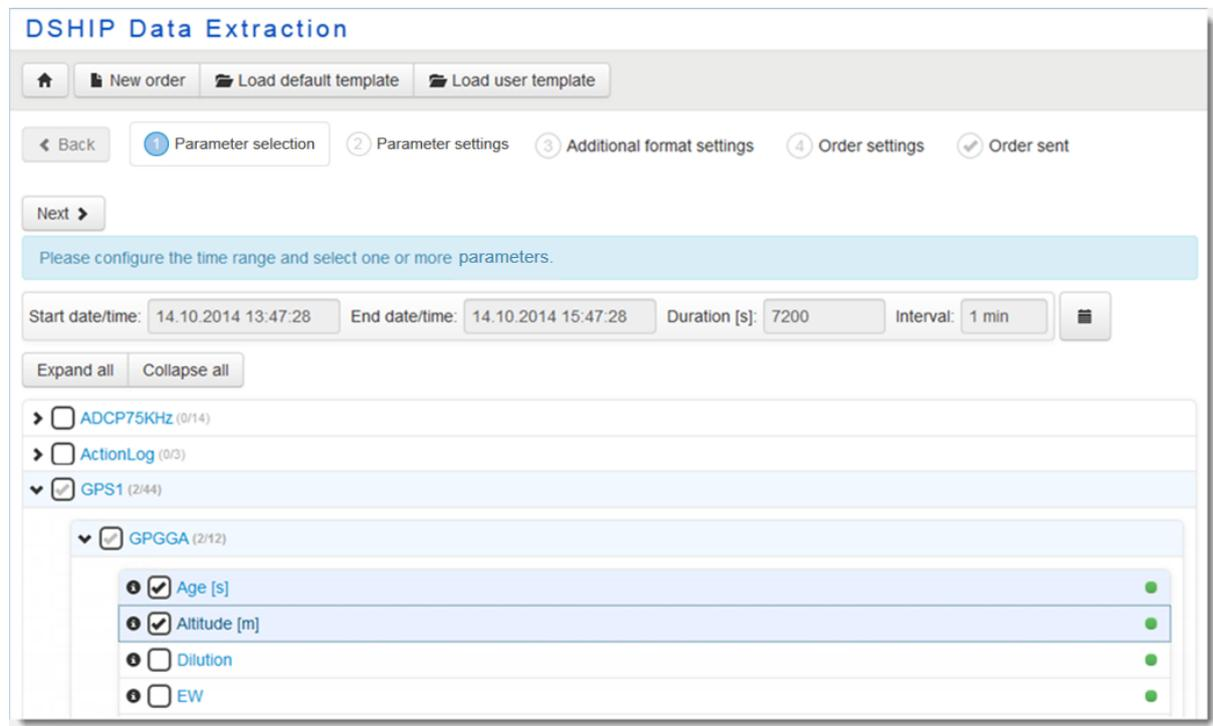 DSHIP Data Extraction
New order Load default template Load user template
Back 1 Parameter selection 2 Parameter settings 3 Additional format settings 4 Order settings Order sent
Next
Please configure the time range and select one or more parameters.
Start date/time: 14.10.2014 13:47:28 End date/time: 14.10.2014 15:47:28 Duration [s]: 7200 Interval: 1 min
Expand all Collapse all
ADCP75KHz (0/14)
ActionLog (0/3)
GPS1 (2/44)
GPGGA (2/12)
Age [s]
Altitude [m]
Dilution
EW